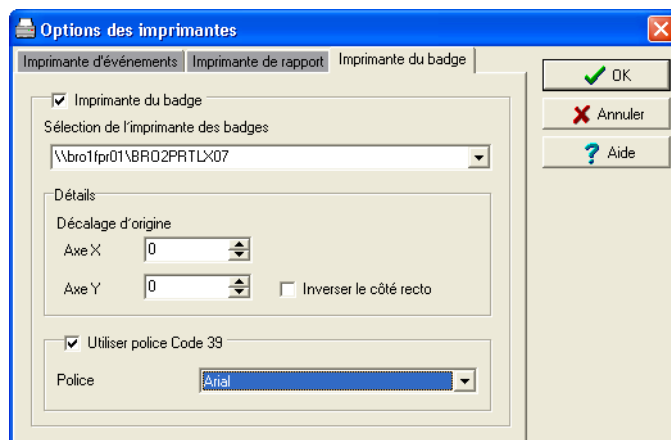 Options des imprimantes
Imprimante d'événements Imprimante de rapport Imprimante du badge
OK
Annuler
Aide
Imprimante du badge
Sélection de l'imprimante des badges
\\bro1fpr01\BRO2PRTLX07
Détails
Décalage d'origine
Axe X 0
Axe Y 0 Inverser le côté recto
Utiliser police Code 39
Police Arial